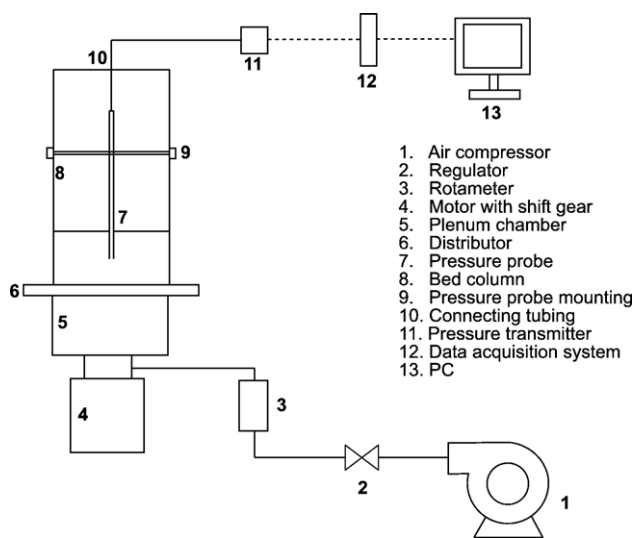 10
11
12
13
8
9
7
6
5
4
3
2
1
1. Air compressor
2. Regulator
3. Rotameter
4. Motor with shift gear
5. Plenum chamber
6. Distributor
7. Pressure probe
8. Bed column
9. Pressure probe mounting
10. Connecting tubing
11. Pressure transmitter
12. Data acquisition system
13. PC